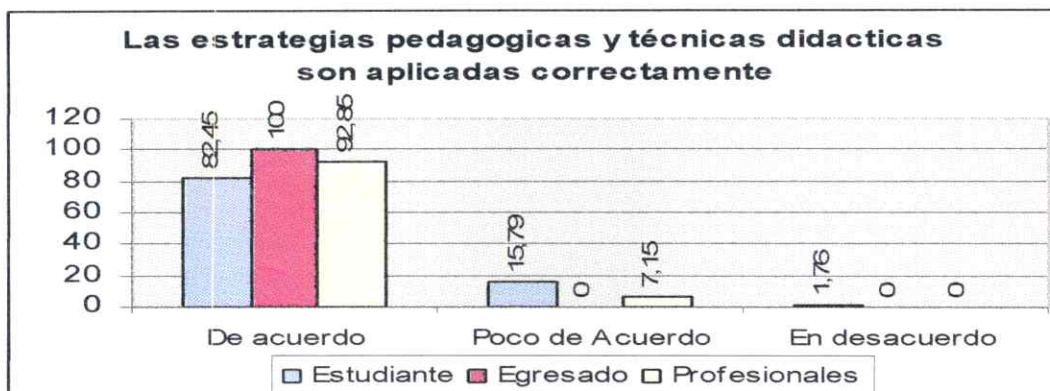 Las estrategias pedagogicas y técnicas didacticas
son aplicadas correctamente
120
100
80
60
40
20
0
82,45
100
92,85
15,79
0
7,15
1,76
0
0
De acuerdo
Poco de Acuerdo
En desacuerdo
Estudiante
Egresado
Profesionales